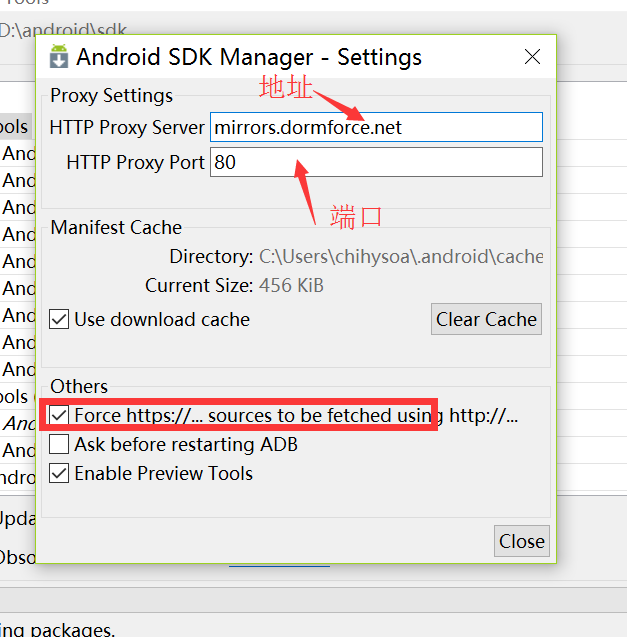 Tools
D:\android\sdk
Android SDK Manager - Settings
Proxy Settings
地址
HTTP Proxy Server
mirrors.dormforce.net
HTTP Proxy Port
80
端口
Manifest Cache
Directory: C:\Users\chihysoa\.android\cache
Current Size: 456 KiB
Use download cache
Clear Cache
Others
Force https://... sources to be fetched using http://...
Ask before restarting ADB
Enable Preview Tools
Close
ools
And
And
And
And
And
And
And
And
And
ools
And
And
ndro
Upda
Obso
ing packages.